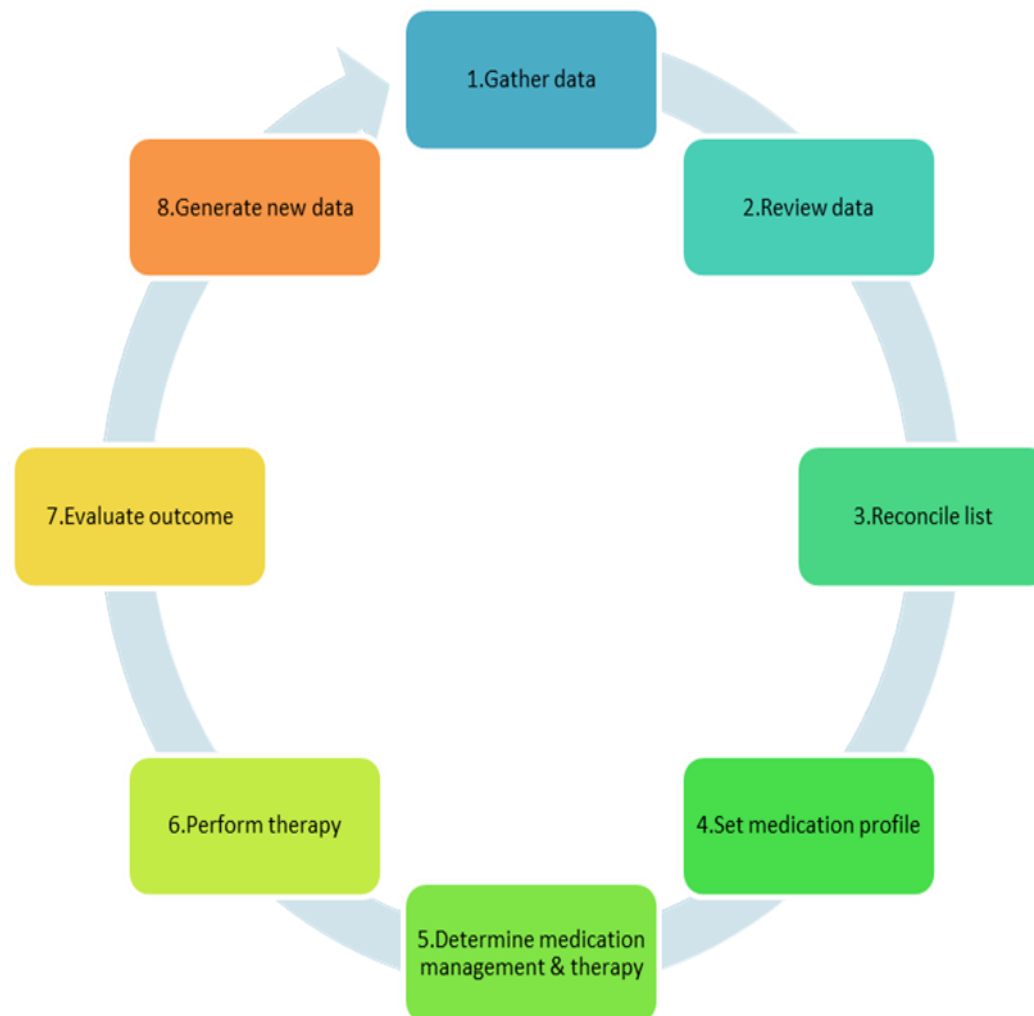 1.Gather data
2.Review data
3.Reconcile list
4.Set medication profile
5.Determine medication
management & therapy
6.Perform therapy
7.Evaluate outcome
8.Generate new data